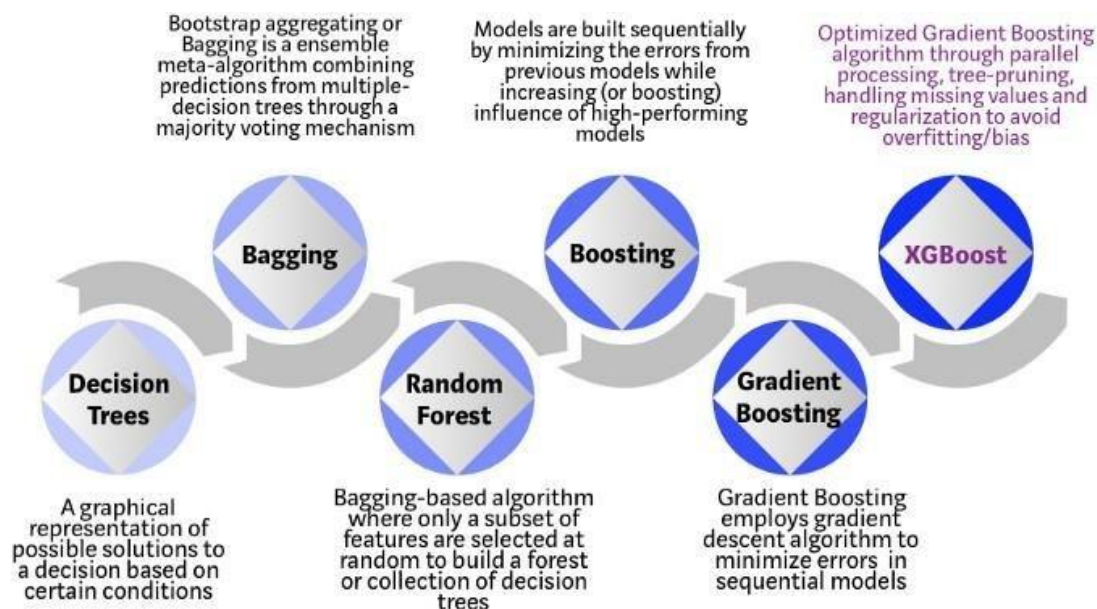 Bootstrap aggregating or
Bagging is a ensemble
meta-algorithm combining
predictions from multiple-
decision trees through a
majority voting mechanism
Models are built sequentially
by minimizing the errors from
previous models while
increasing (or boosting)
influence of high-performing
models
Optimized Gradient Boosting
algorithm through parallel
processing, tree-pruning,
handling missing values and
regularization to avoid
overfitting/bias
Bagging
Boosting
XGBoost
Decision
Trees
Random
Forest
Gradient
Boosting
A graphical
representation of
possible solutions to
a decision based on
certain conditions
Bagging-based algorithm
where only a subset of
features are selected at
random to build a forest
or collection of decision
trees
Gradient Boosting
employs gradient
descent algorithm to
minimize errors in
sequential models